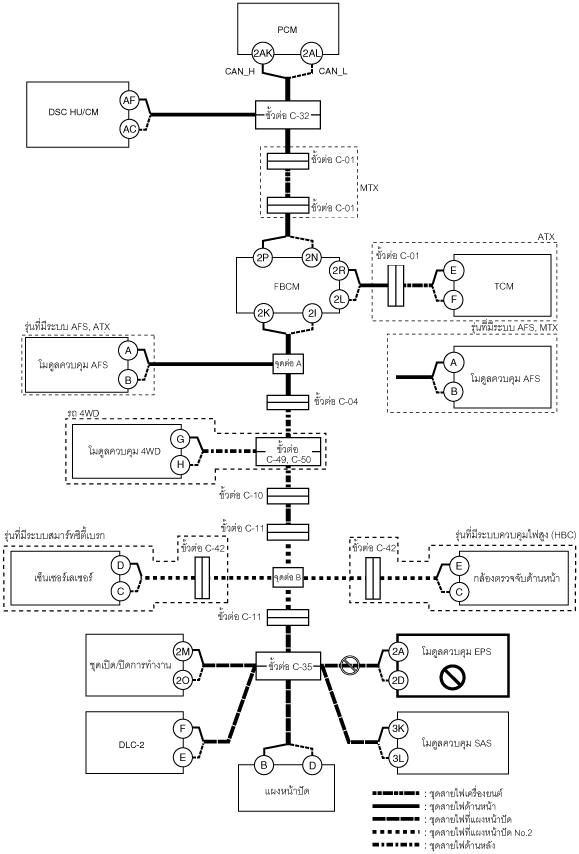 PCM
2AK
2AL
CAN_H
CAN_L
DSC HU/CM
AF
AC
ขั้วต่อ C-32
ขั้วต่อ C-01
MTX
ขั้วต่อ C-01
ATX
2P
2N
ขั้วต่อ C-01
2R
E
FBCM
TCM
2L
F
2K
2I
รุ่นที่มีระบบ AFS, ATX
รุ่นที่มีระบบ AFS, MTX
A
โมดูลควบคุม AFS
B
จุดต่อ A
A
โมดูลควบคุม AFS
B
ขั้วต่อ C-04
รถ 4WD
G
โมดูลควบคุม 4WD
H
ขั้วต่อ
C-49, C-50
ขั้วต่อ C-10
ขั้วต่อ C-11
รุ่นที่มีระบบสมาร์ทซิตี้เบรก
รุ่นที่มีระบบควบคุมไฟสูง (HBC)
ขั้วต่อ C-42
ขั้วต่อ C-42
D
เซ็นเซอร์เลเซอร์
C
จุดต่อ B
E
กล้องตรวจจับด้านหน้า
C
ขั้วต่อ C-11
2M
ชุดเปิด/ปิดการทำงาน
2O
ขั้วต่อ C-35
2A
โมดูลควบคุม EPS
2D
F
DLC-2
E
3K
โมดูลควบคุม SAS
3L
B
D
แผงหน้าปัด
: ชุดสายไฟเครื่องยนต์
: ชุดสายไฟด้านหน้า
: ชุดสายไฟที่แผงหน้าปัด
: ชุดสายไฟที่แผงหน้าปัด No.2
: ชุดสายไฟด้านหลัง